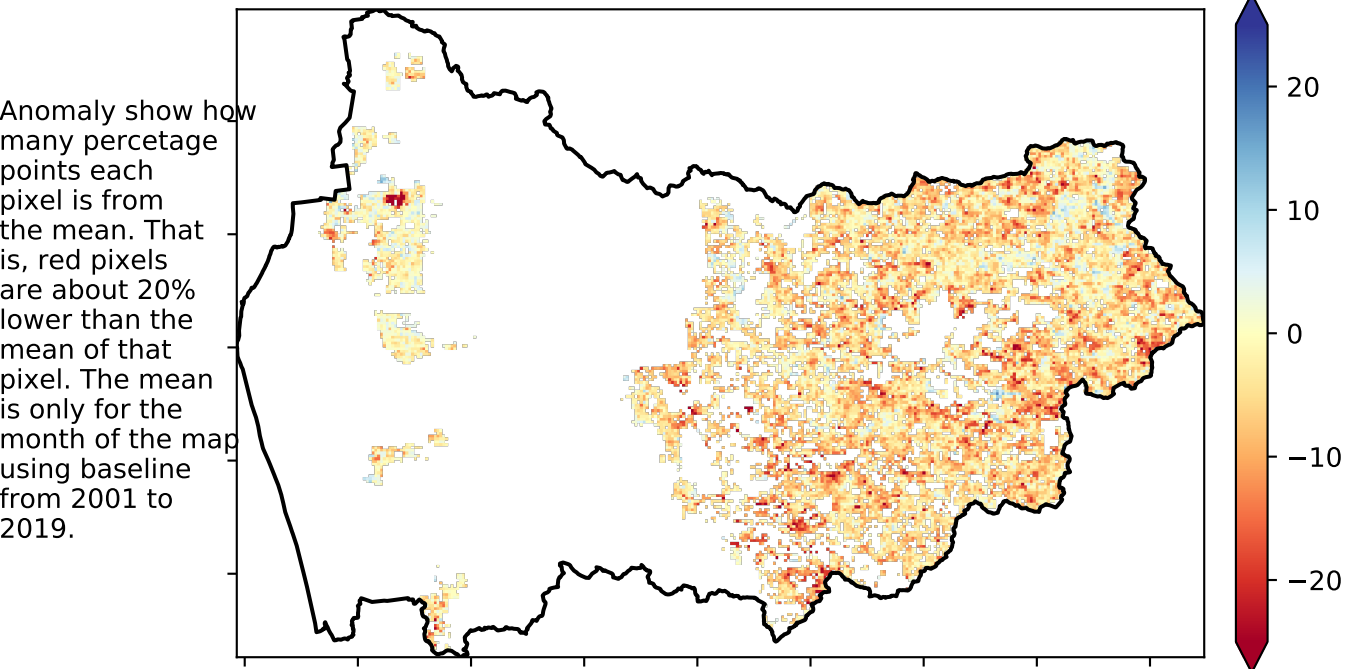 Anomaly show how
many percetage
points each
pixel is from
the mean. That
is, red pixels
are about 20%
lower than the
mean of that
pixel. The mean
is only for the
month of the map
using baseline
from 2001 to
2019.
20
10
0
−10
−20